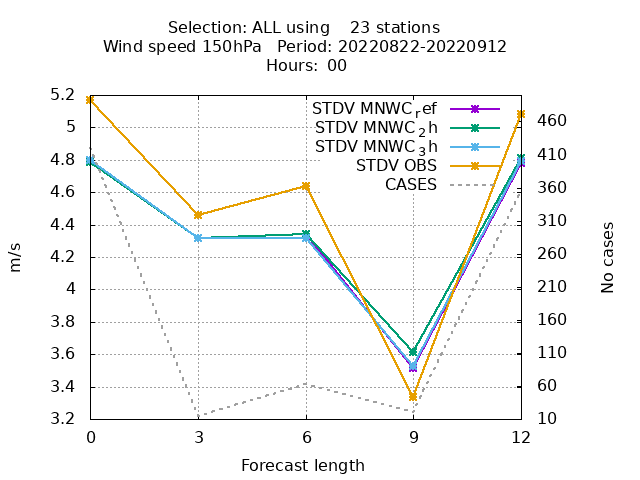 Selection: ALL using    23 stations
Wind speed 150hPa   Period: 20220822-20220912
Hours: 00
STDV MNWC_ref
STDV MNWC_2h
STDV MNWC_3h
STDV OBS
CASES
5.2
5
4.8
4.6
4.4
4.2
4
3.8
3.6
3.4
3.2
m/s
460
410
360
310
260
210
160
110
60
10
No cases
0 3 6 9 12
Forecast length